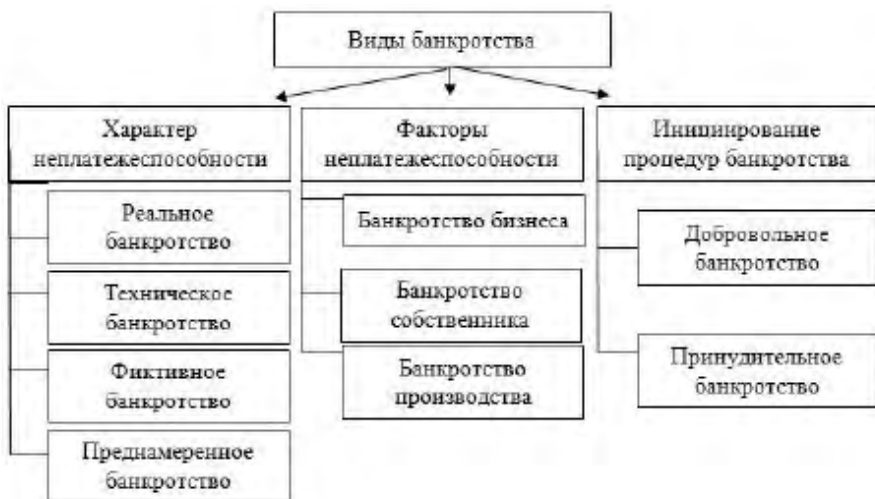 Виды банкротства
Характер
неплатежеспособности
Реальное
банкротство
Техническое
банкротство
Фиктивное
банкротство
Преднамеренное
банкротство
Факторы
неплатежеспособности
Банкротство бизнеса
Банкротство
собственника
Банкротство
производства
Инициирование
процедур банкротства
Добровольное
банкротство
Принудительное
банкротство